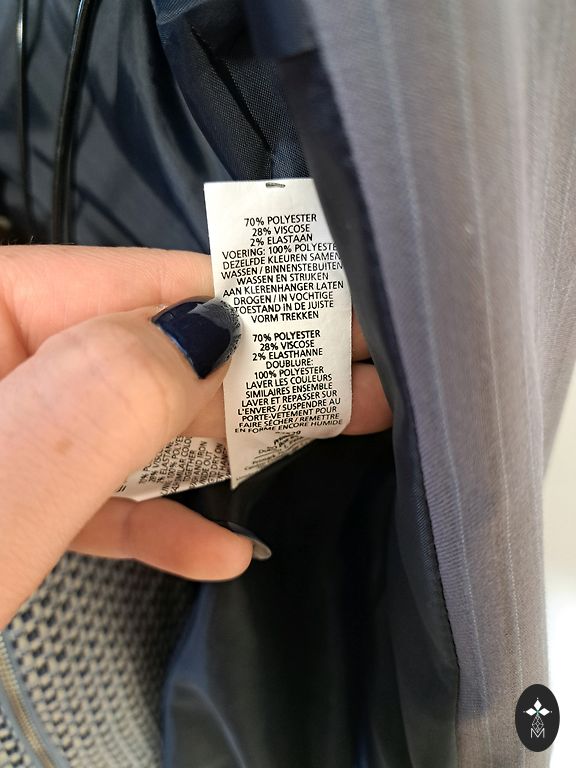 70% POLYESTER
28% VISCOSE
2% ELASTAAN
VOERING: 100% POLYESTE
DEZELFDE KLEUREN SAMEN
WASSEN / BINNENSTEBUITEN
WASSEN EN STRIJKEN
AAN KLERENHANGER LATEN
DROGEN / IN VOCHTIGE
TOESTAND IN DE JUISTE
VORM TREKKEN
70% POLYESTER
28% VISCOSE
2% ELASTHANNE
DOUBLURE:
100% POLYESTER
LAVER LES COULEURS
SIMILAIRES ENSEMBLE
LAVER ET REPASSER SUR
L'ENVERS / SUSPENDRE AU
PORTE-VETEMENT POUR
FAIRE SÉCHER / REMETTRE
EN FORME ENCORE HUMIDE